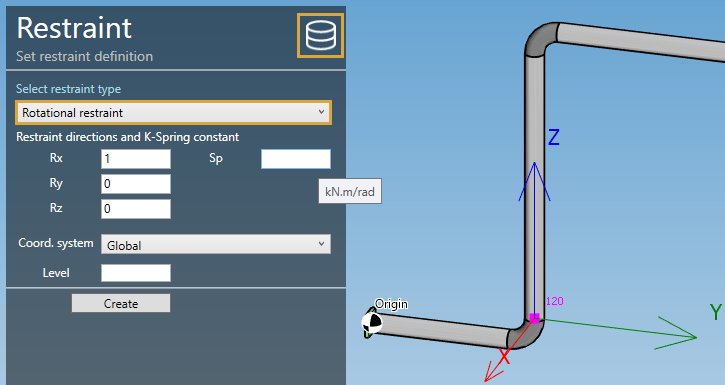 Restraint
Set restraint definition
Select restraint type
Rotational restraint
Restraint directions and K-Spring constant
Rx 1 Sp
Ry 0
kN.m/rad
Rz 0
Coord. system Global
Level
Create
Z
120
Origin
Y
X